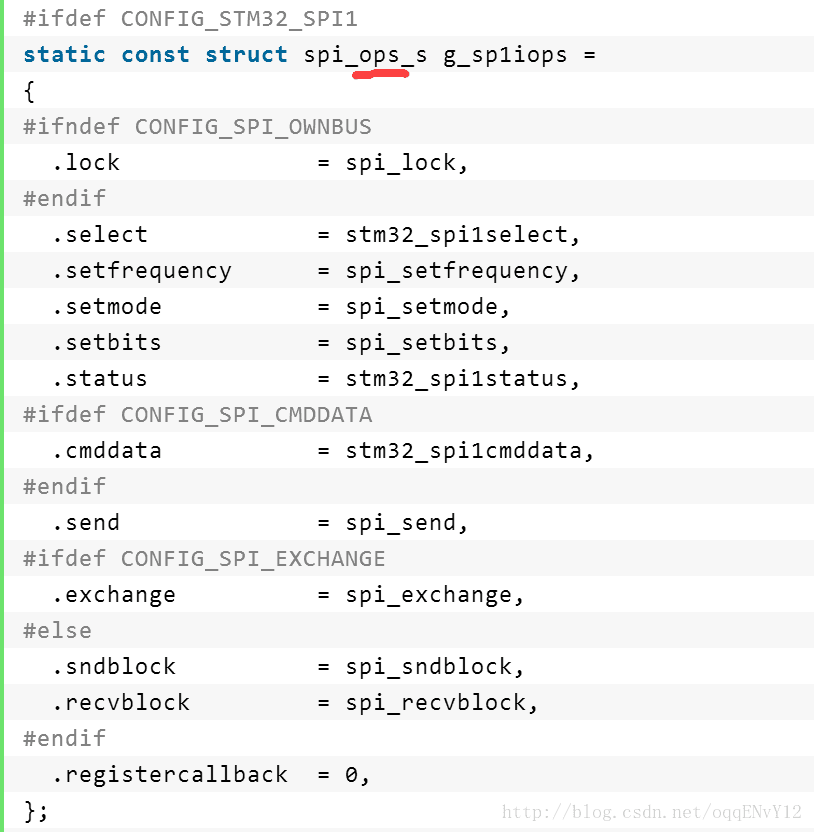 #ifdef CONFIG_STM32_SPI1
static const struct spi_ops_s g_sp1iops =
{
#ifndef CONFIG_SPI_OWNBUS
  .lock              = spi_lock,
#endif
  .select            = stm32_spi1select,
  .setfrequency      = spi_setfrequency,
  .setmode           = spi_setmode,
  .setbits           = spi_setbits,
  .status            = stm32_spi1status,
#ifdef CONFIG_SPI_CMDDATA
  .cmddata           = stm32_spi1cmddata,
#endif
  .send              = spi_send,
#ifdef CONFIG_SPI_EXCHANGE
  .exchange          = spi_exchange,
#else
  .sndblock          = spi_sndblock,
  .recvblock         = spi_recvblock,
#endif
  .registercallback  = 0,
};
http://blog.csdn.net/oqqENvY12